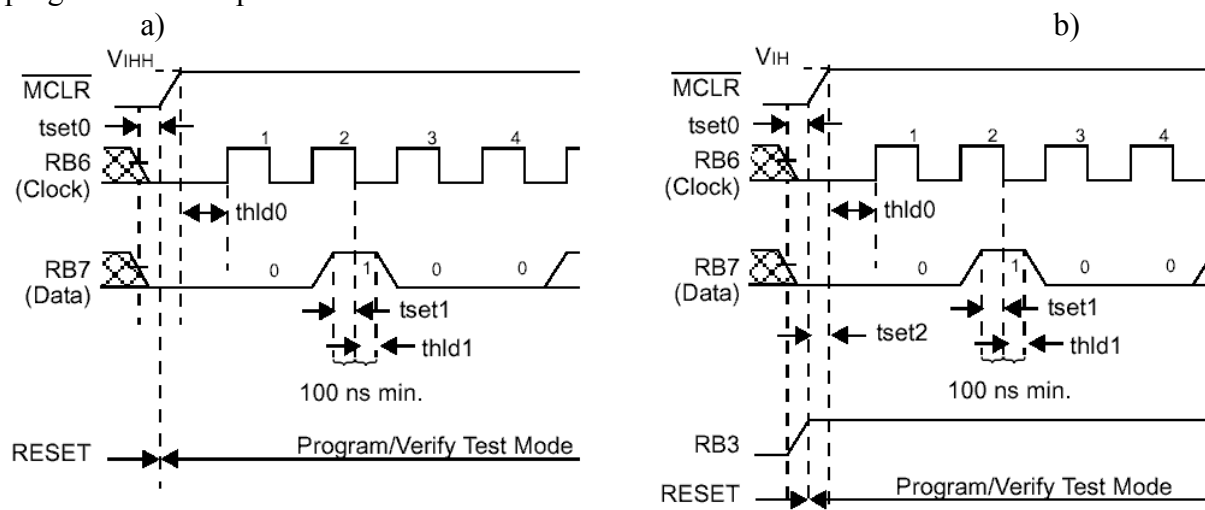 a)
VIHH
MCLR
tset0
RB6
(Clock)
1 2 3 4
thld0
RB7
(Data)
0 1 0 0
tset1
thld1
100 ns min.
RESET
Program/Verify Test Mode
b)
VIH
MCLR
tset0
RB6
(Clock)
1 2 3 4
thld0
RB7
(Data)
0 1 0 0
tset1
tset2
thld1
100 ns min.
RB3
RESET
Program/Verify Test Mode